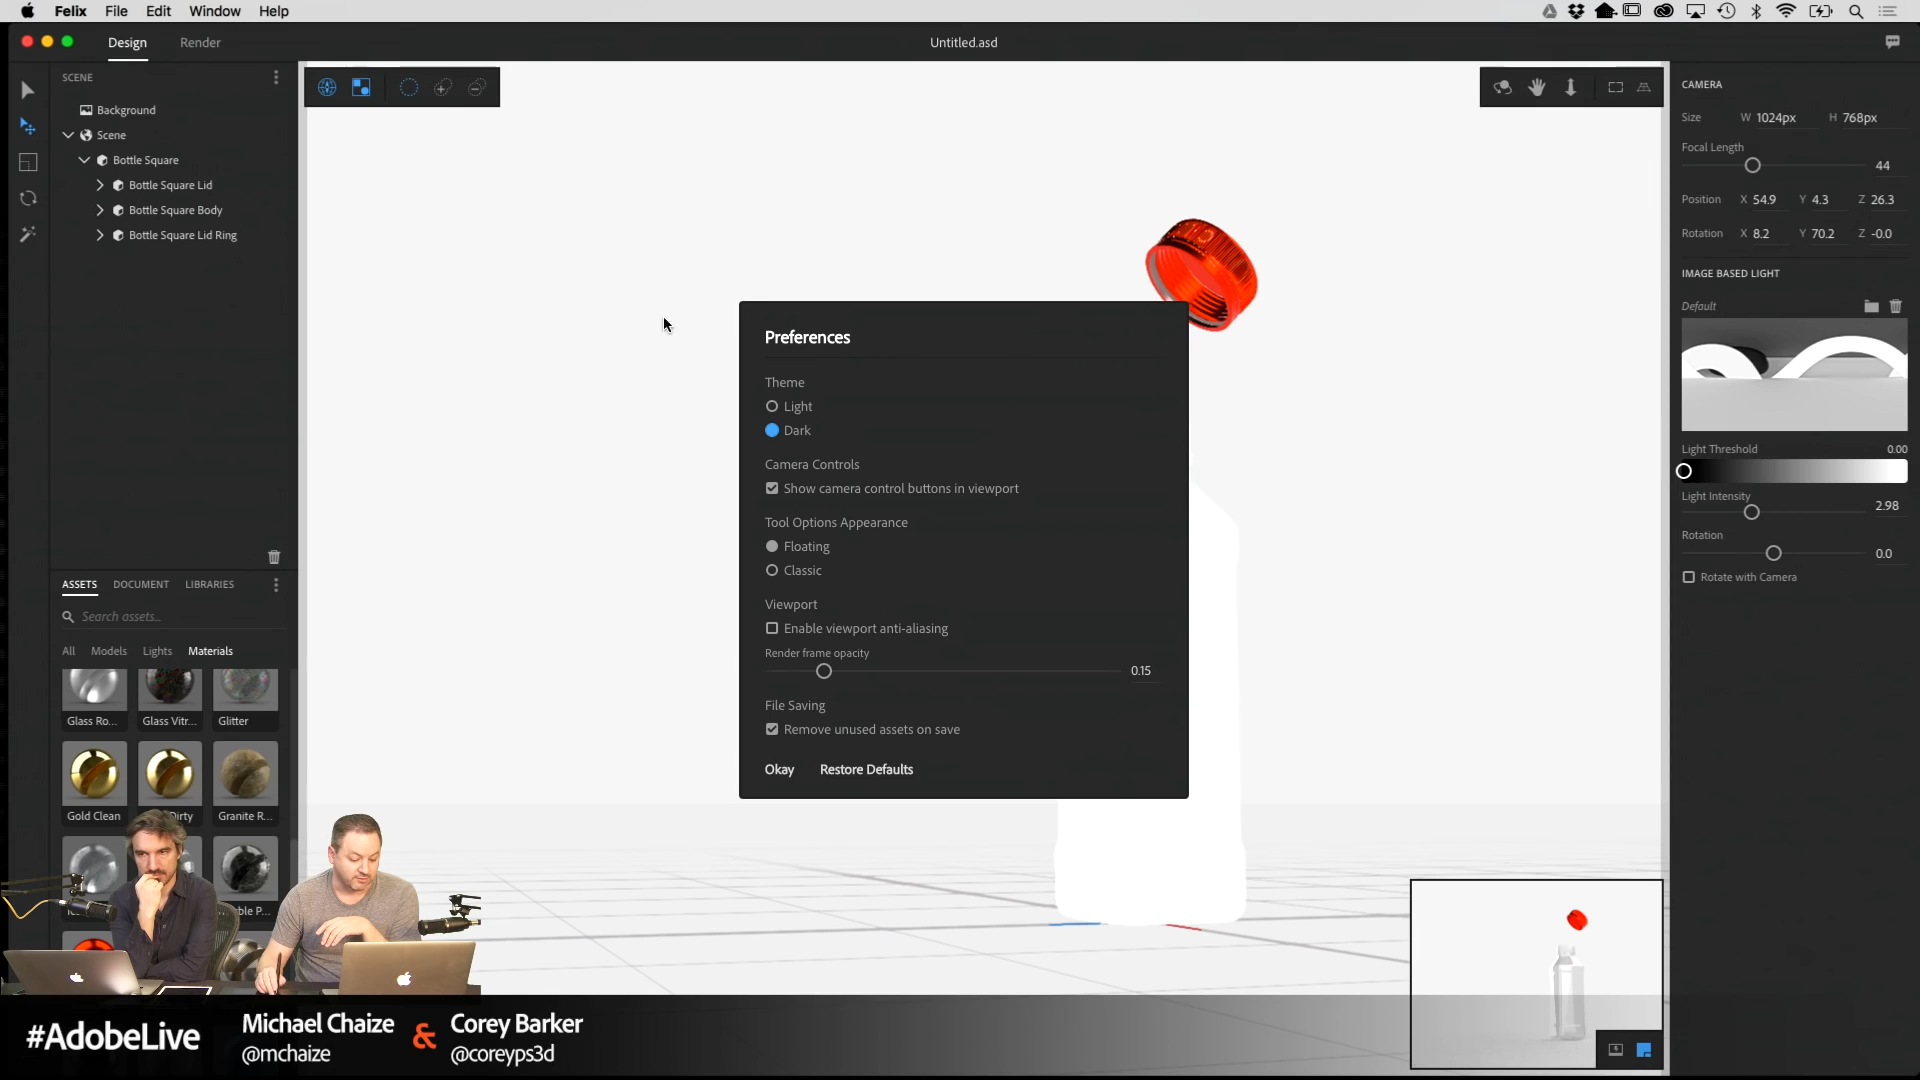 Felix File Edit Window Help
Design Render
Untitled.asd
SCENE
Background
Scene
Bottle Square
Bottle Square Lid
Bottle Square Body
Bottle Square Lid Ring
ASSETS DOCUMENT LIBRARIES
Search assets...
All Models Lights Materials
Glass Ro... Glass Vitr... Glitter
Gold Clean Dirty Granite R...
Preferences
Theme
Light
Dark
Camera Controls
Show camera control buttons in viewport
Tool Options Appearance
Floating
Classic
Viewport
Enable viewport anti-aliasing
Render frame opacity
0.15
File Saving
Remove unused assets on save
Okay Restore Defaults
CAMERA
Size W 1024px H 768px
Focal Length
44
Position X 54.9 Y 4.3 Z 26.3
Rotation X 8.2 Y 70.2 Z -0.0
IMAGE BASED LIGHT
Default
Light Threshold 0.00
Light Intensity
2.98
Rotation
0.0
Rotate with Camera
#AdobeLive
Michael Chaize & Corey Barker
@mchaize @coreyps3d